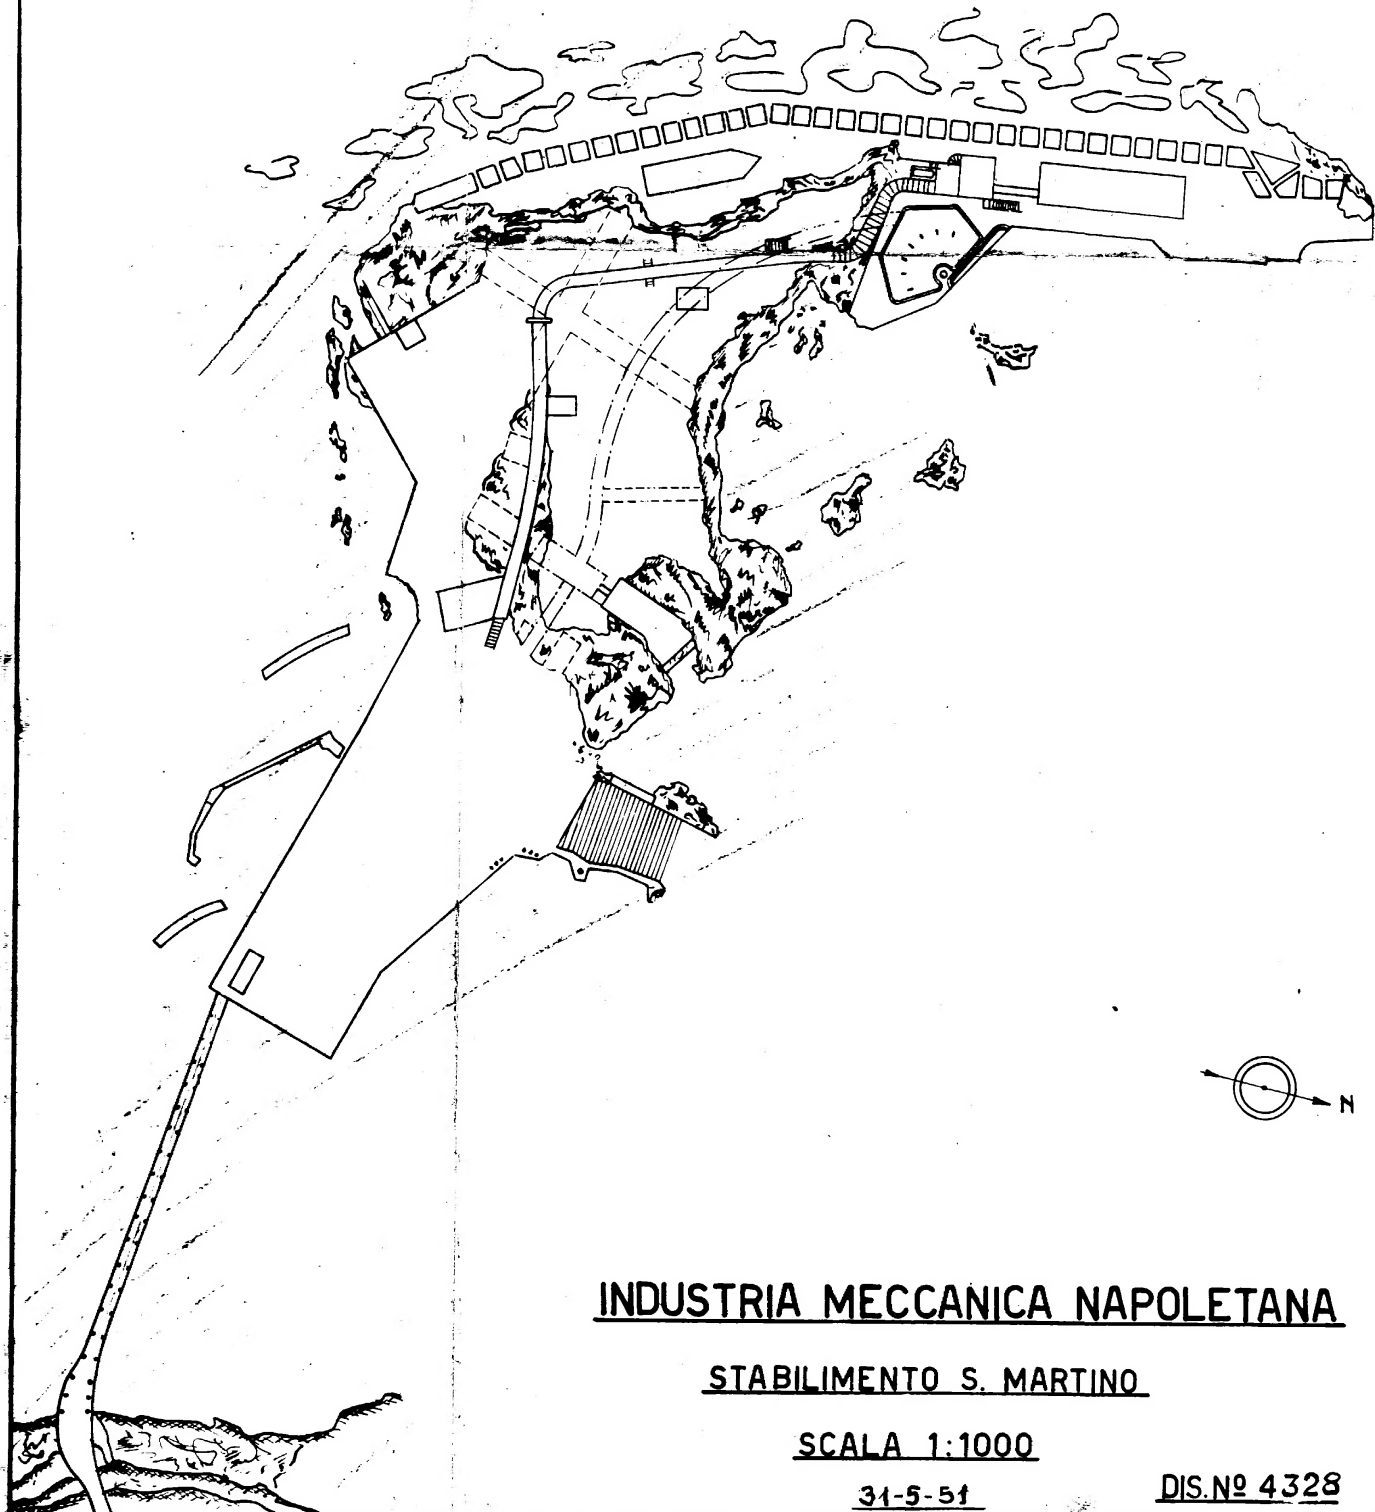 N
INDUSTRIA MECCANICA NAPOLETANA
STABILIMENTO S. MARTINO
SCALA 1:1000
31-5-51
DIS. Nº 4328